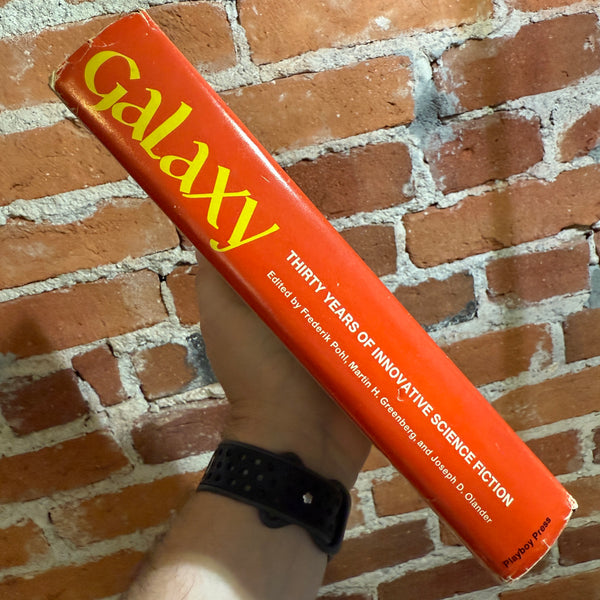 Galaxy
THIRTY YEARS OF INNOVATIVE SCIENCE FICTION
Edited by Frederik Pohl, Martin H. Greenberg, and Joseph D. Olander
Playboy Press